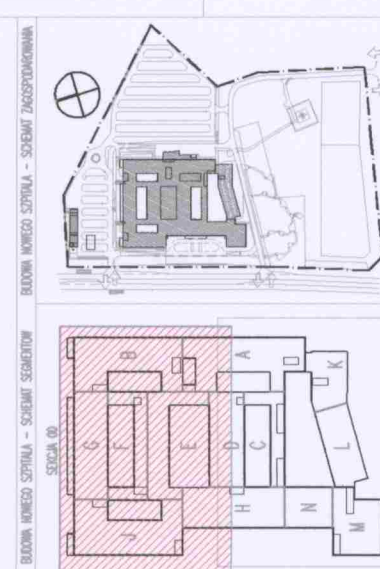 BUDOWA NOWEGO SZPITALA - SCHEMAT ZAGOSPODAROWANIA
BUDOWA NOWEGO SZPITALA - SCHEMAT SEGMENTÓW
SEKCJA 00
B
A
K
G
F
E
D
C
L
J
H
N
M